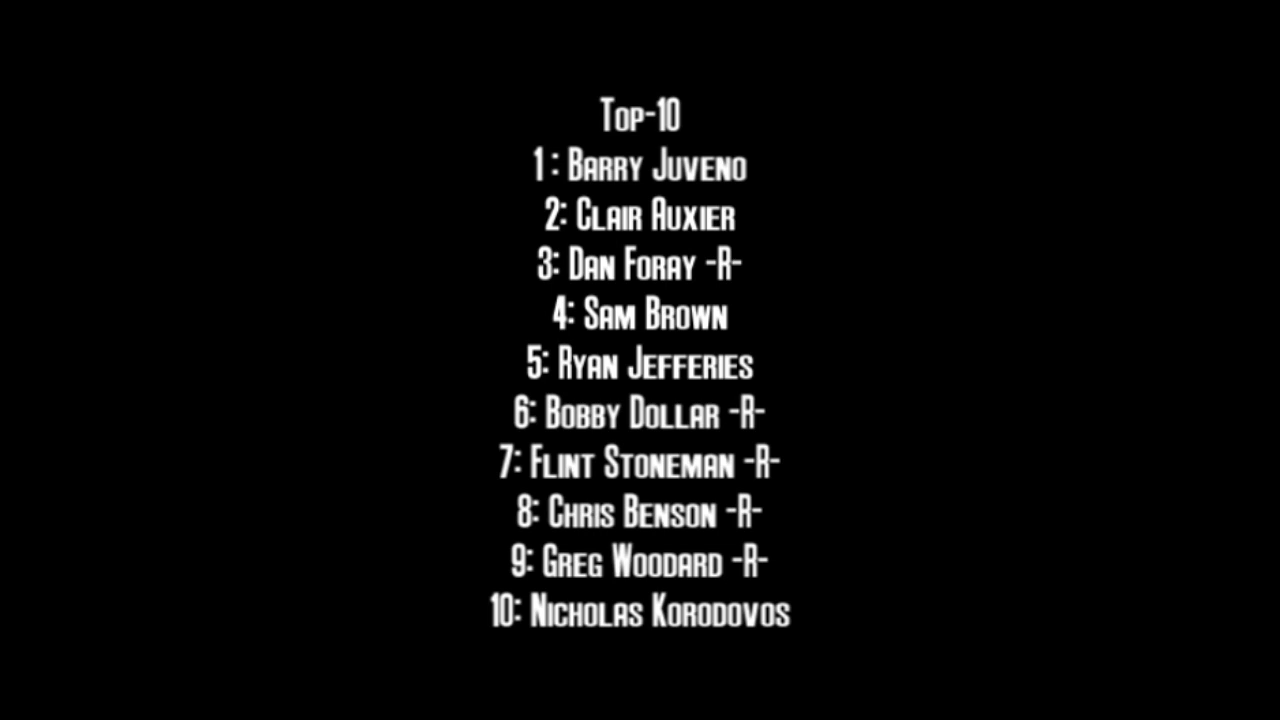 Top-10
1: Barry Juveno
2: Clair Auxier
3: Dan Foray -R-
4: Sam Brown
5: Ryan Jefferies
6: Bobby Dollar -R-
7: Flint Stoneman -R-
8: Chris Benson -R-
9: Greg Woodard -R-
10: Nicholas Korodovos